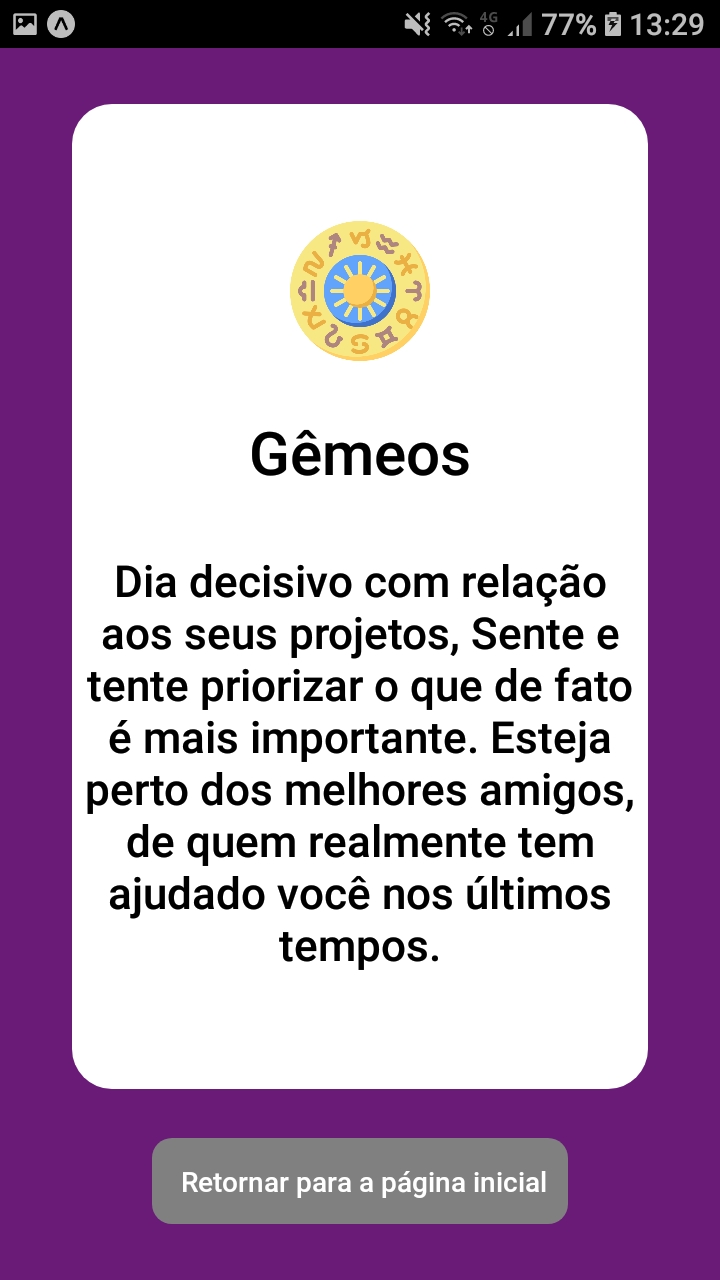 4G 77% 13:29
Gêmeos
Dia decisivo com relação
aos seus projetos, Sente e
tente priorizar o que de fato
é mais importante. Esteja
perto dos melhores amigos,
de quem realmente tem
ajudado você nos últimos
tempos.
Retornar para a página inicial